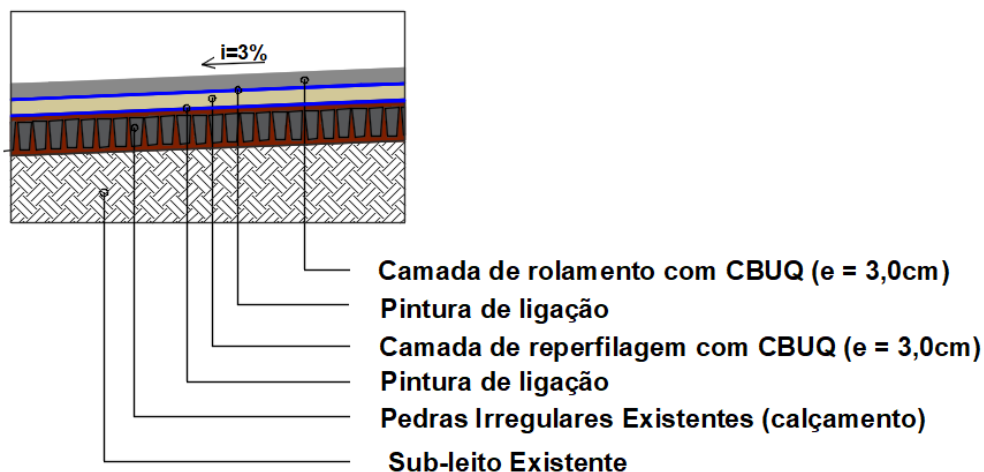 i=3%
Camada de rolamento com CBUQ (e = 3,0cm)
Pintura de ligação
Camada de reperfilagem com CBUQ (e = 3,0cm)
Pintura de ligação
Pedras Irregulares Existentes (calçamento)
Sub-leito Existente